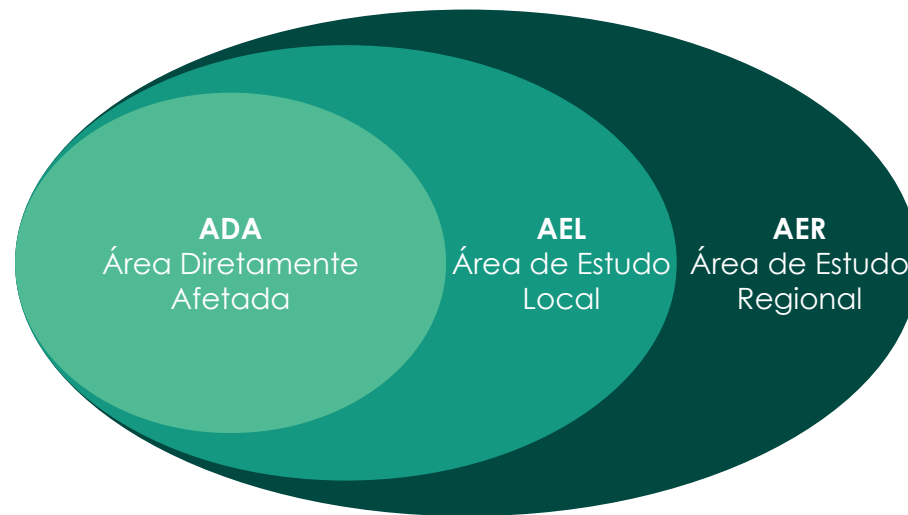 ADA
Área Diretamente
Afetada
AEL
Área de Estudo
Local
AER
Área de Estudo
Regional